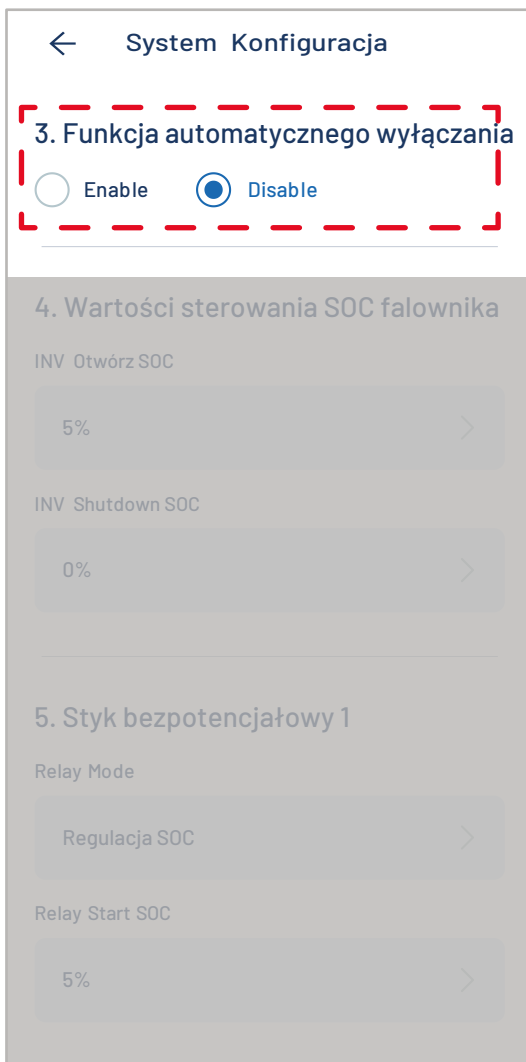 System Konfiguracja
3. Funkcja automatycznego wyłączania
Enable Disable
4. Wartości sterowania SOC falownika
INV Otwórz SOC
5%
INV Shutdown SOC
0%
5. Styk bezpotencjałowy 1
Relay Mode
Regulacja SOC
Relay Start SOC
5%